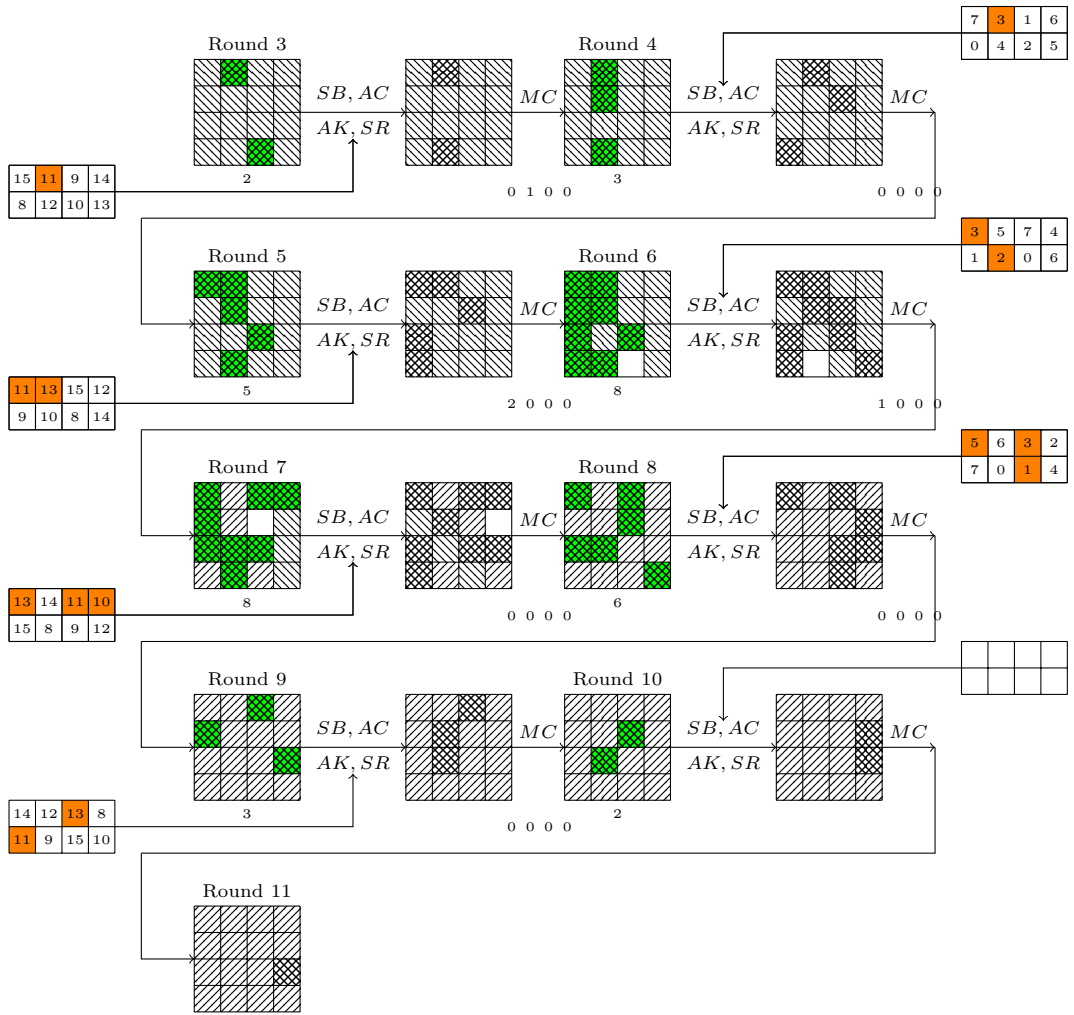 7 3 1 6
0 4 2 5
Round 3
Round 4
SB, AC
MC
SB, AC
MC
AK, SR
AK, SR
15 11 9 14
8 12 10 13
2
3
0 1 0 0
0 0 0 0
3 5 7 4
1 2 0 6
Round 5
Round 6
SB, AC
MC
SB, AC
MC
AK, SR
AK, SR
11 13 15 12
9 10 8 14
5
8
2 0 0 0
1 0 0 0
5 6 3 2
7 0 1 4
Round 7
Round 8
SB, AC
MC
SB, AC
MC
AK, SR
AK, SR
13 14 11 10
15 8 9 12
8
6
0 0 0 0
0 0 0 0
Round 9
Round 10
SB, AC
MC
SB, AC
MC
AK, SR
AK, SR
14 12 13 8
11 9 15 10
3
2
0 0 0 0
Round 11